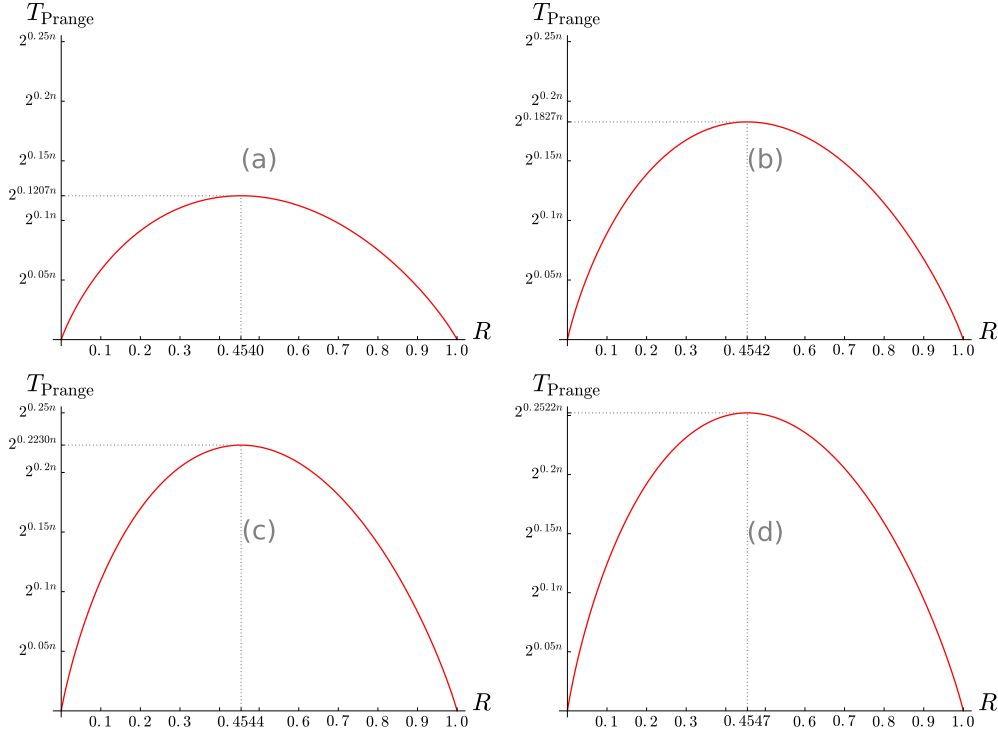 T_Prange
2^0.25n
2^0.2n
2^0.15n
2^0.1207n
2^0.1n
2^0.05n
(a)
0.1 0.2 0.3 0.4540 0.6 0.7 0.8 0.9 1.0 R
T_Prange
2^0.25n
2^0.2n
2^0.1827n
2^0.15n
2^0.1n
2^0.05n
(b)
0.1 0.2 0.3 0.4542 0.6 0.7 0.8 0.9 1.0 R
T_Prange
2^0.25n
2^0.2230n
2^0.2n
2^0.15n
2^0.1n
2^0.05n
(c)
0.1 0.2 0.3 0.4544 0.6 0.7 0.8 0.9 1.0 R
T_Prange
2^0.2522n
2^0.2n
2^0.15n
2^0.1n
2^0.05n
(d)
0.1 0.2 0.3 0.4547 0.6 0.7 0.8 0.9 1.0 R